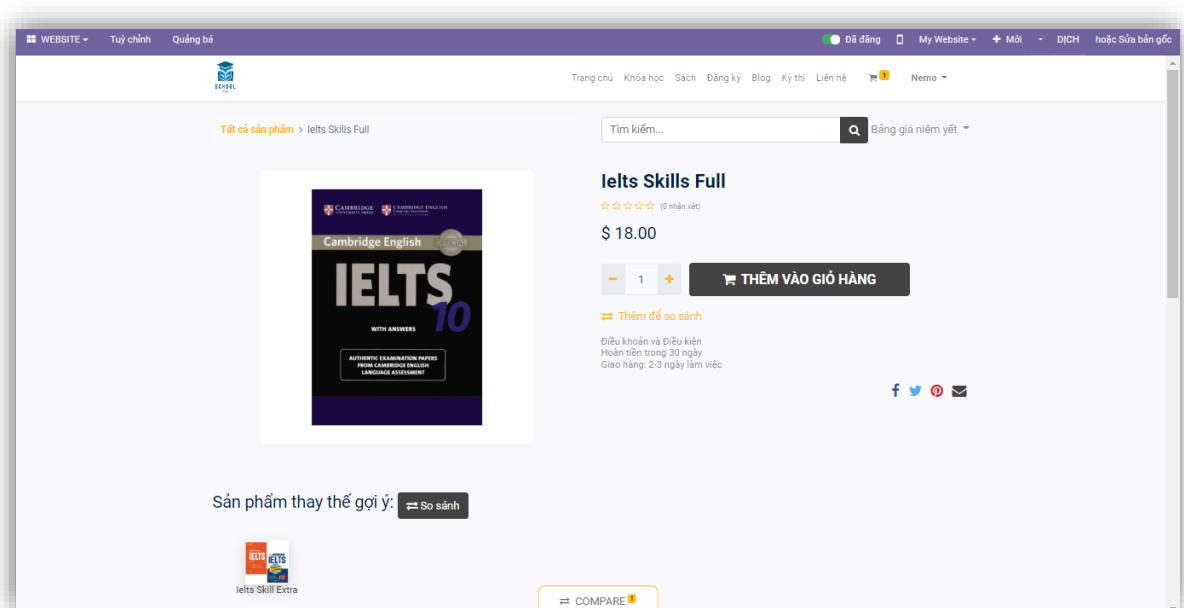 WEBSITE Tuỳ chỉnh Quảng bá Đã đăng My Website + Mới - DỊCH hoặc Sửa bản gốc
SCHOOL
Trang chủ Khóa học Sách Đăng ký Blog Kỳ thi Liên hệ 1 Nemo
Tất cả sản phẩm > Ielts Skills Full
Tìm kiếm...
Bảng giá niêm yết
CAMBRIDGE UNIVERSITY PRESS
CAMBRIDGE ENGLISH
Language Assessment
Cambridge English
IELTS
10
WITH ANSWERS
AUTHENTIC EXAMINATION PAPERS
FROM CAMBRIDGE ENGLISH
LANGUAGE ASSESSMENT
Ielts Skills Full
(0 nhận xét)
$ 18.00
− 1 +
THÊM VÀO GIỎ HÀNG
Thêm để so sánh
Điều khoản và Điều kiện
Hoàn tiền trong 30 ngày
Giao hàng: 2-3 ngày làm việc
Sản phẩm thay thế gợi ý: So sánh
IELTS
IELTS
Ielts Skill Extra
COMPARE 1